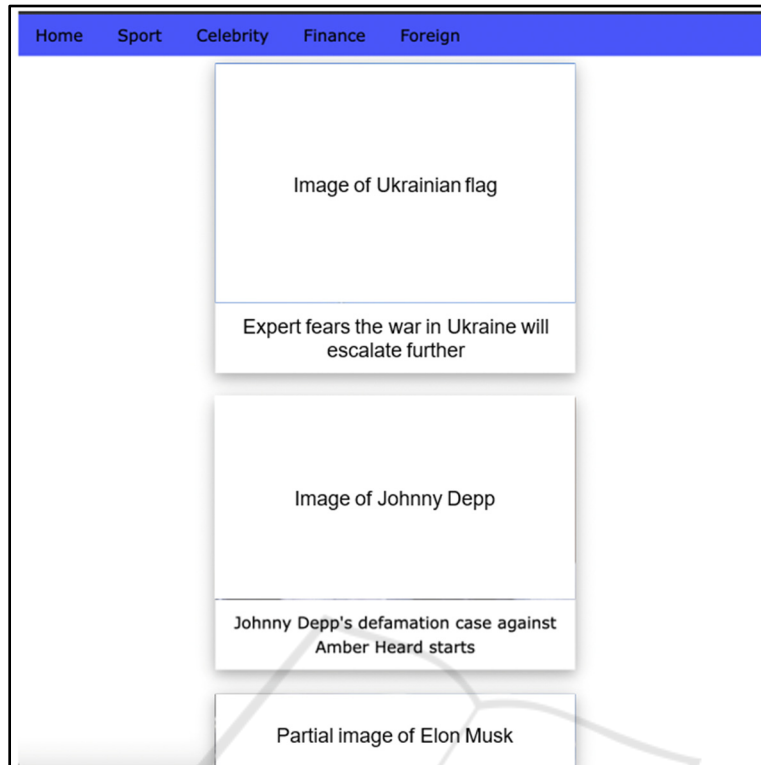 Home Sport Celebrity Finance Foreign
Image of Ukrainian flag
Expert fears the war in Ukraine will
escalate further
Image of Johnny Depp
Johnny Depp's defamation case against
Amber Heard starts
Partial image of Elon Musk